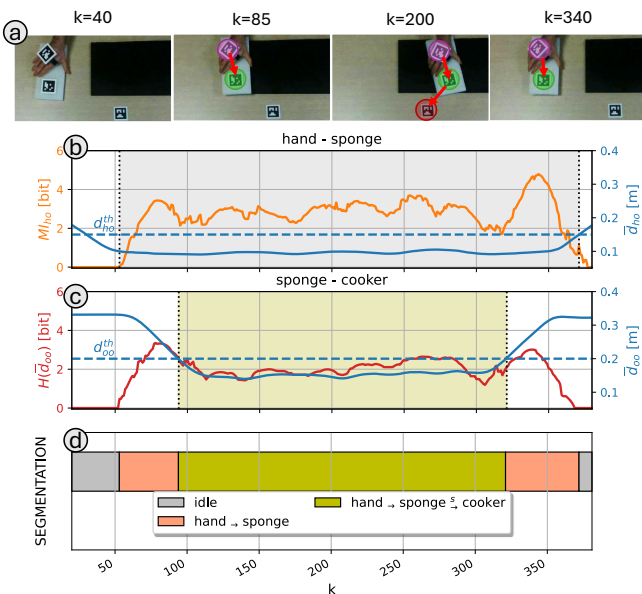 k=40 k=85 k=200 k=340
a
b
hand - sponge
6
4
2
0
MI_ho [bit]
d_ho^th
0.4
0.3
0.2
0.1
d̅_ho [m]
c
sponge - cooker
6
4
2
0
H(d̅_oo) [bit]
d_oo^th
0.4
0.3
0.2
0.1
d̅_oo [m]
d
SEGMENTATION
idle
hand → sponge
hand → sponge →^s cooker
50 100 150 200 250 300 350
k